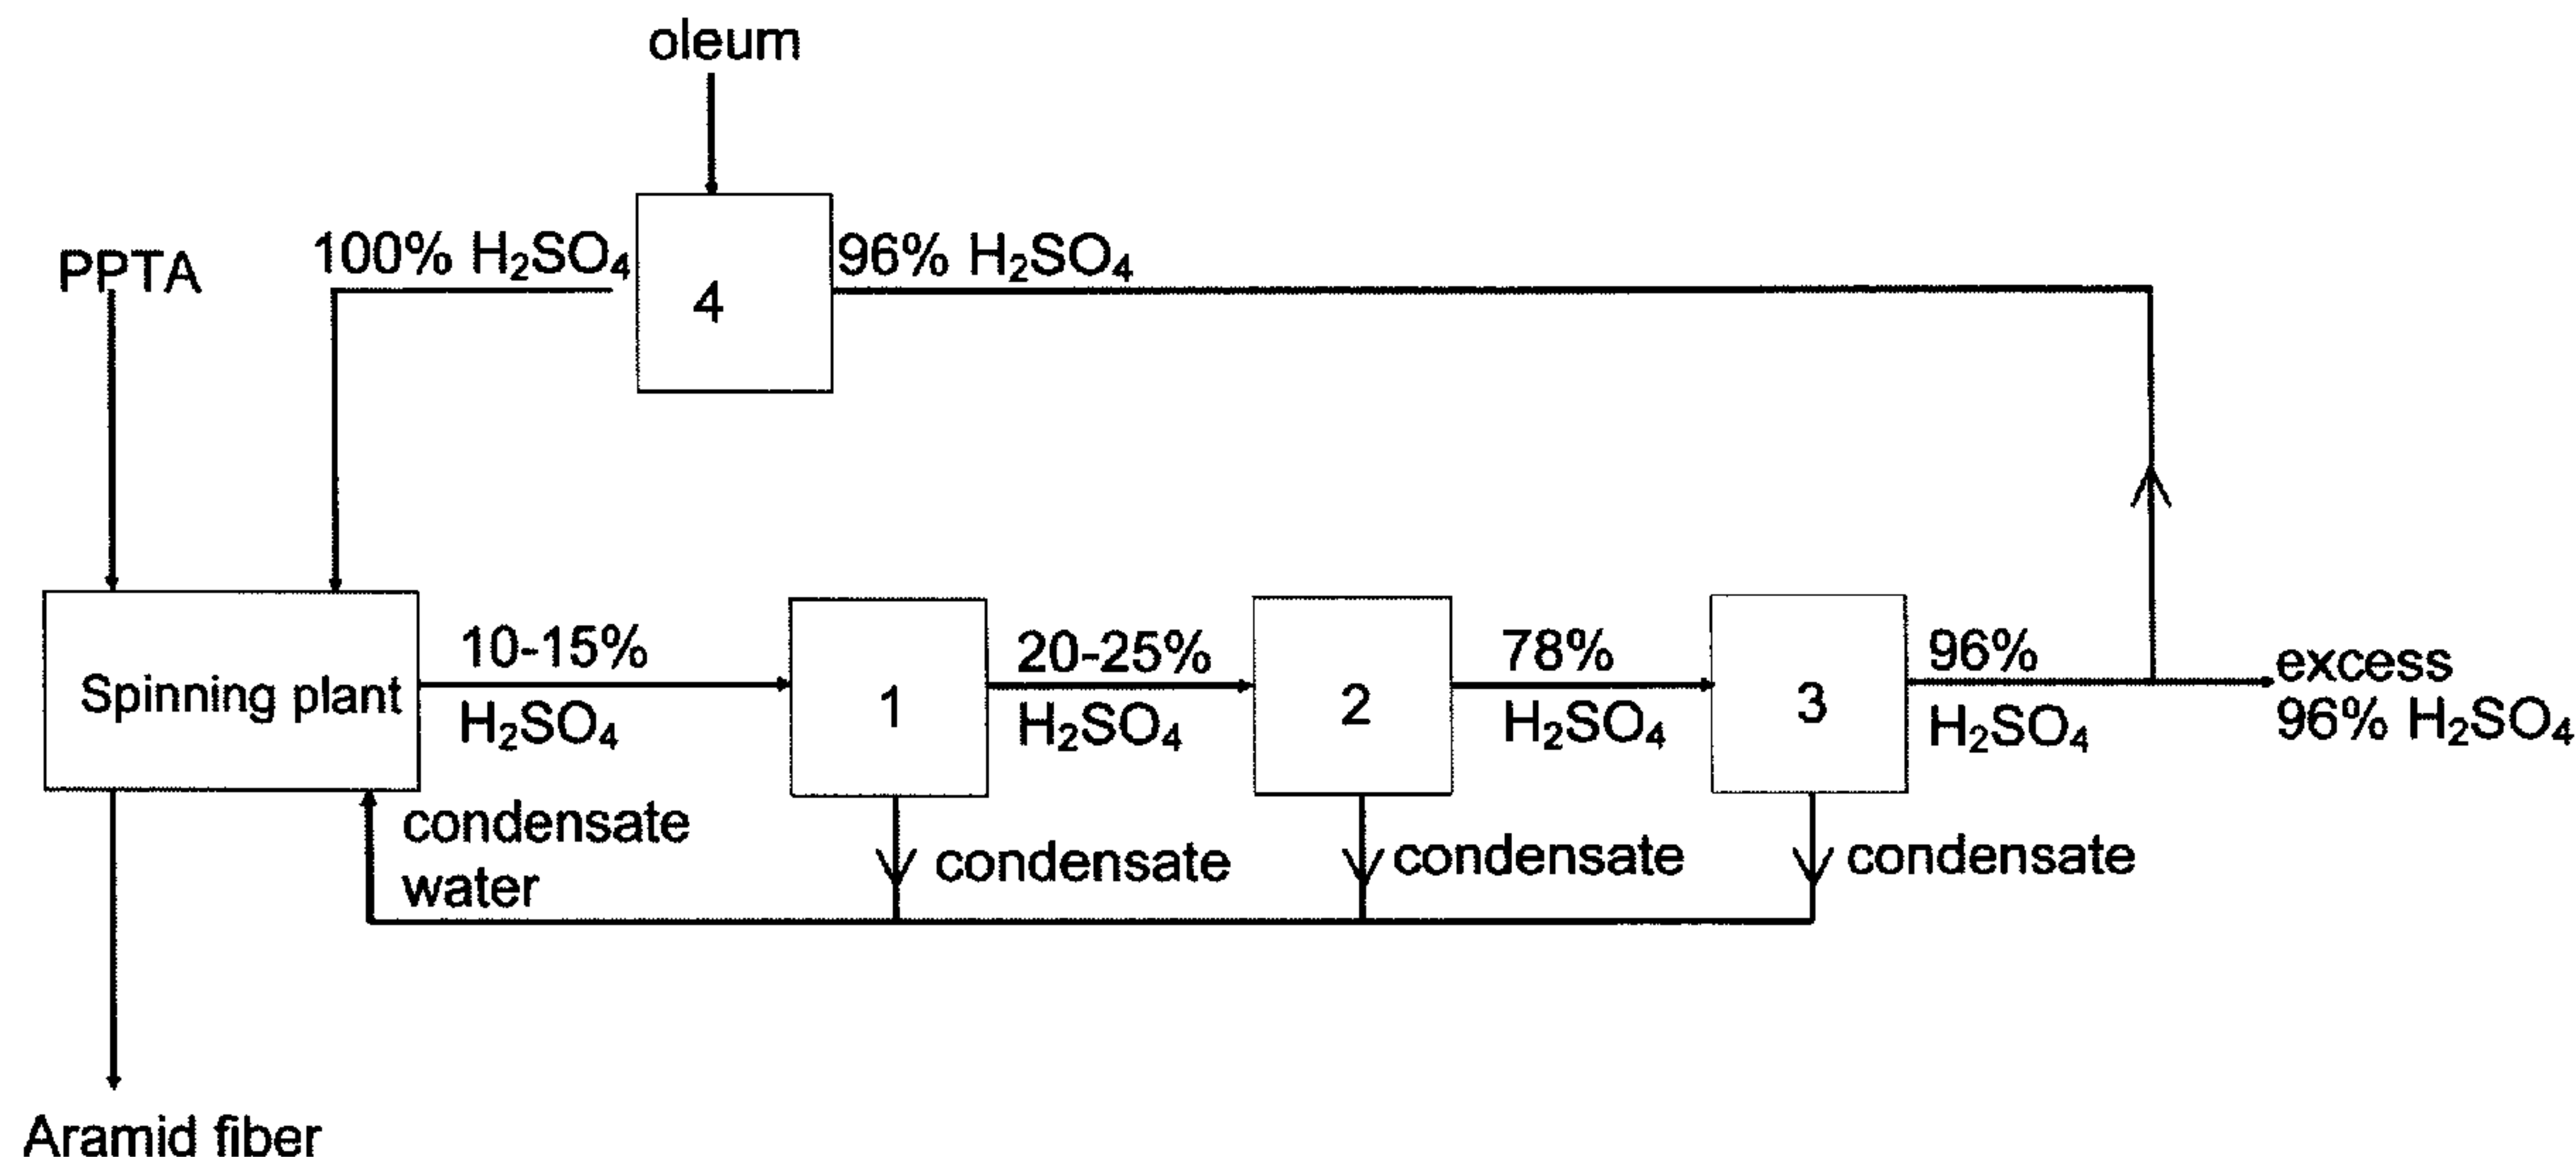 oleum
PPTA
100% H₂SO₄
4
96% H₂SO₄
Spinning plant
10-15%
H₂SO₄
1
20-25%
H₂SO₄
2
78%
H₂SO₄
3
96%
H₂SO₄
excess
96% H₂SO₄
condensate
water
condensate
condensate
condensate
Aramid fiber